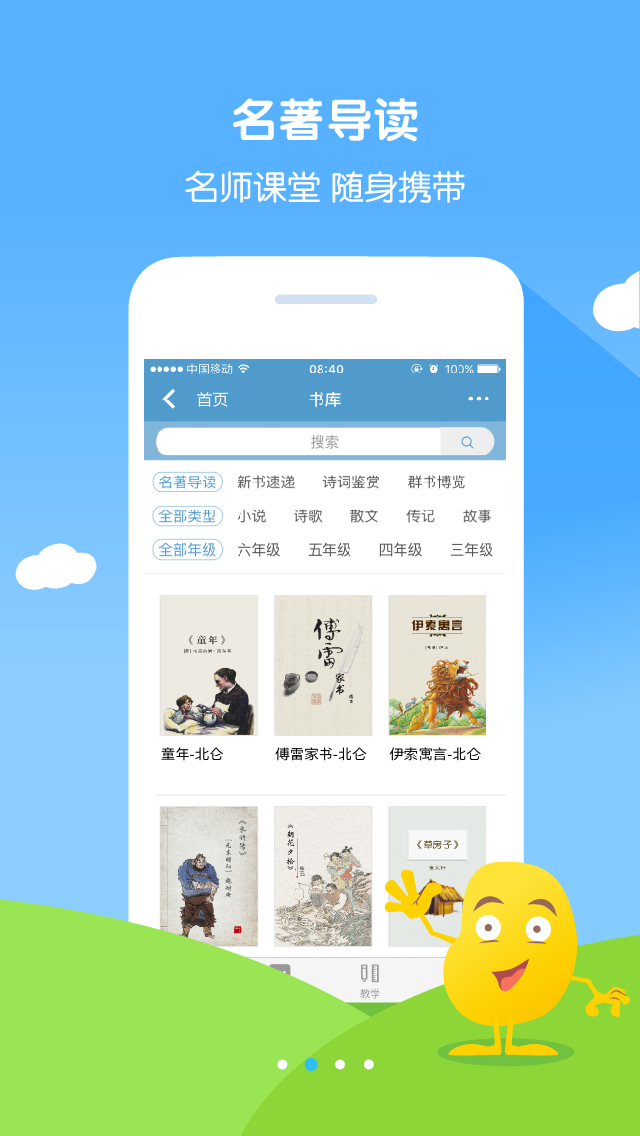 名著导读
名师课堂 随身携带
中国移动 08:40 100%
首页 书库
搜索
名著导读 新书速递 诗词鉴赏 群书博览
全部类型 小说 诗歌 散文 传记 故事
全部年级 六年级 五年级 四年级 三年级
《童年》
傅雷家书
伊索寓言
童年-北仑 傅雷家书-北仑 伊索寓言-北仑
《水浒传》
《朝花夕拾》
《草房子》
教学